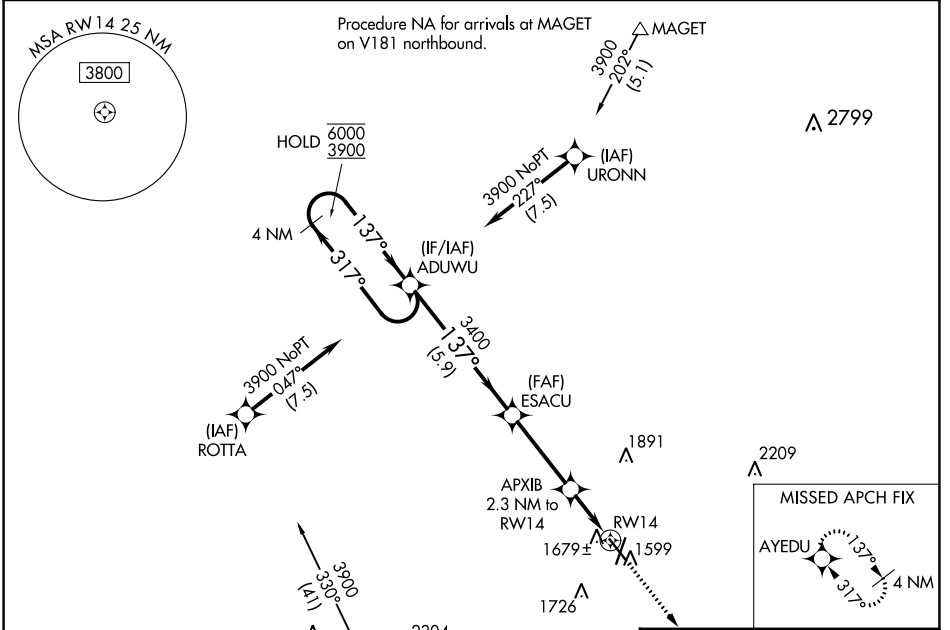 MSA RW14 25 NM
3800
Procedure NA for arrivals at MAGET
on V181 northbound.
MAGET
3900
202°
(5.1)
2799
HOLD
6000
3900
(IAF)
URONN
3900 NoPT
227°
(7.5)
4 NM
137°
317°
(IF/IAF)
ADUWU
3400
137°
(5.9)
3900 NoPT
047°
(7.5)
(IAF)
ROTTA
(FAF)
ESACU
1891
2209
APXIB
2.3 NM to
RW14
RW14
1679±
1599
1726
MISSED APCH FIX
AYEDU
137°
317°
4 NM
3900
330°
(41)